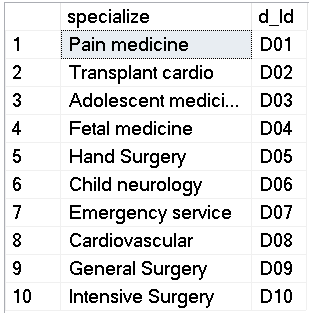 specialize d_Id
1 Pain medicine D01
2 Transplant cardio D02
3 Adolescent medici... D03
4 Fetal medicine D04
5 Hand Surgery D05
6 Child neurology D06
7 Emergency service D07
8 Cardiovascular D08
9 General Surgery D09
10 Intensive Surgery D10